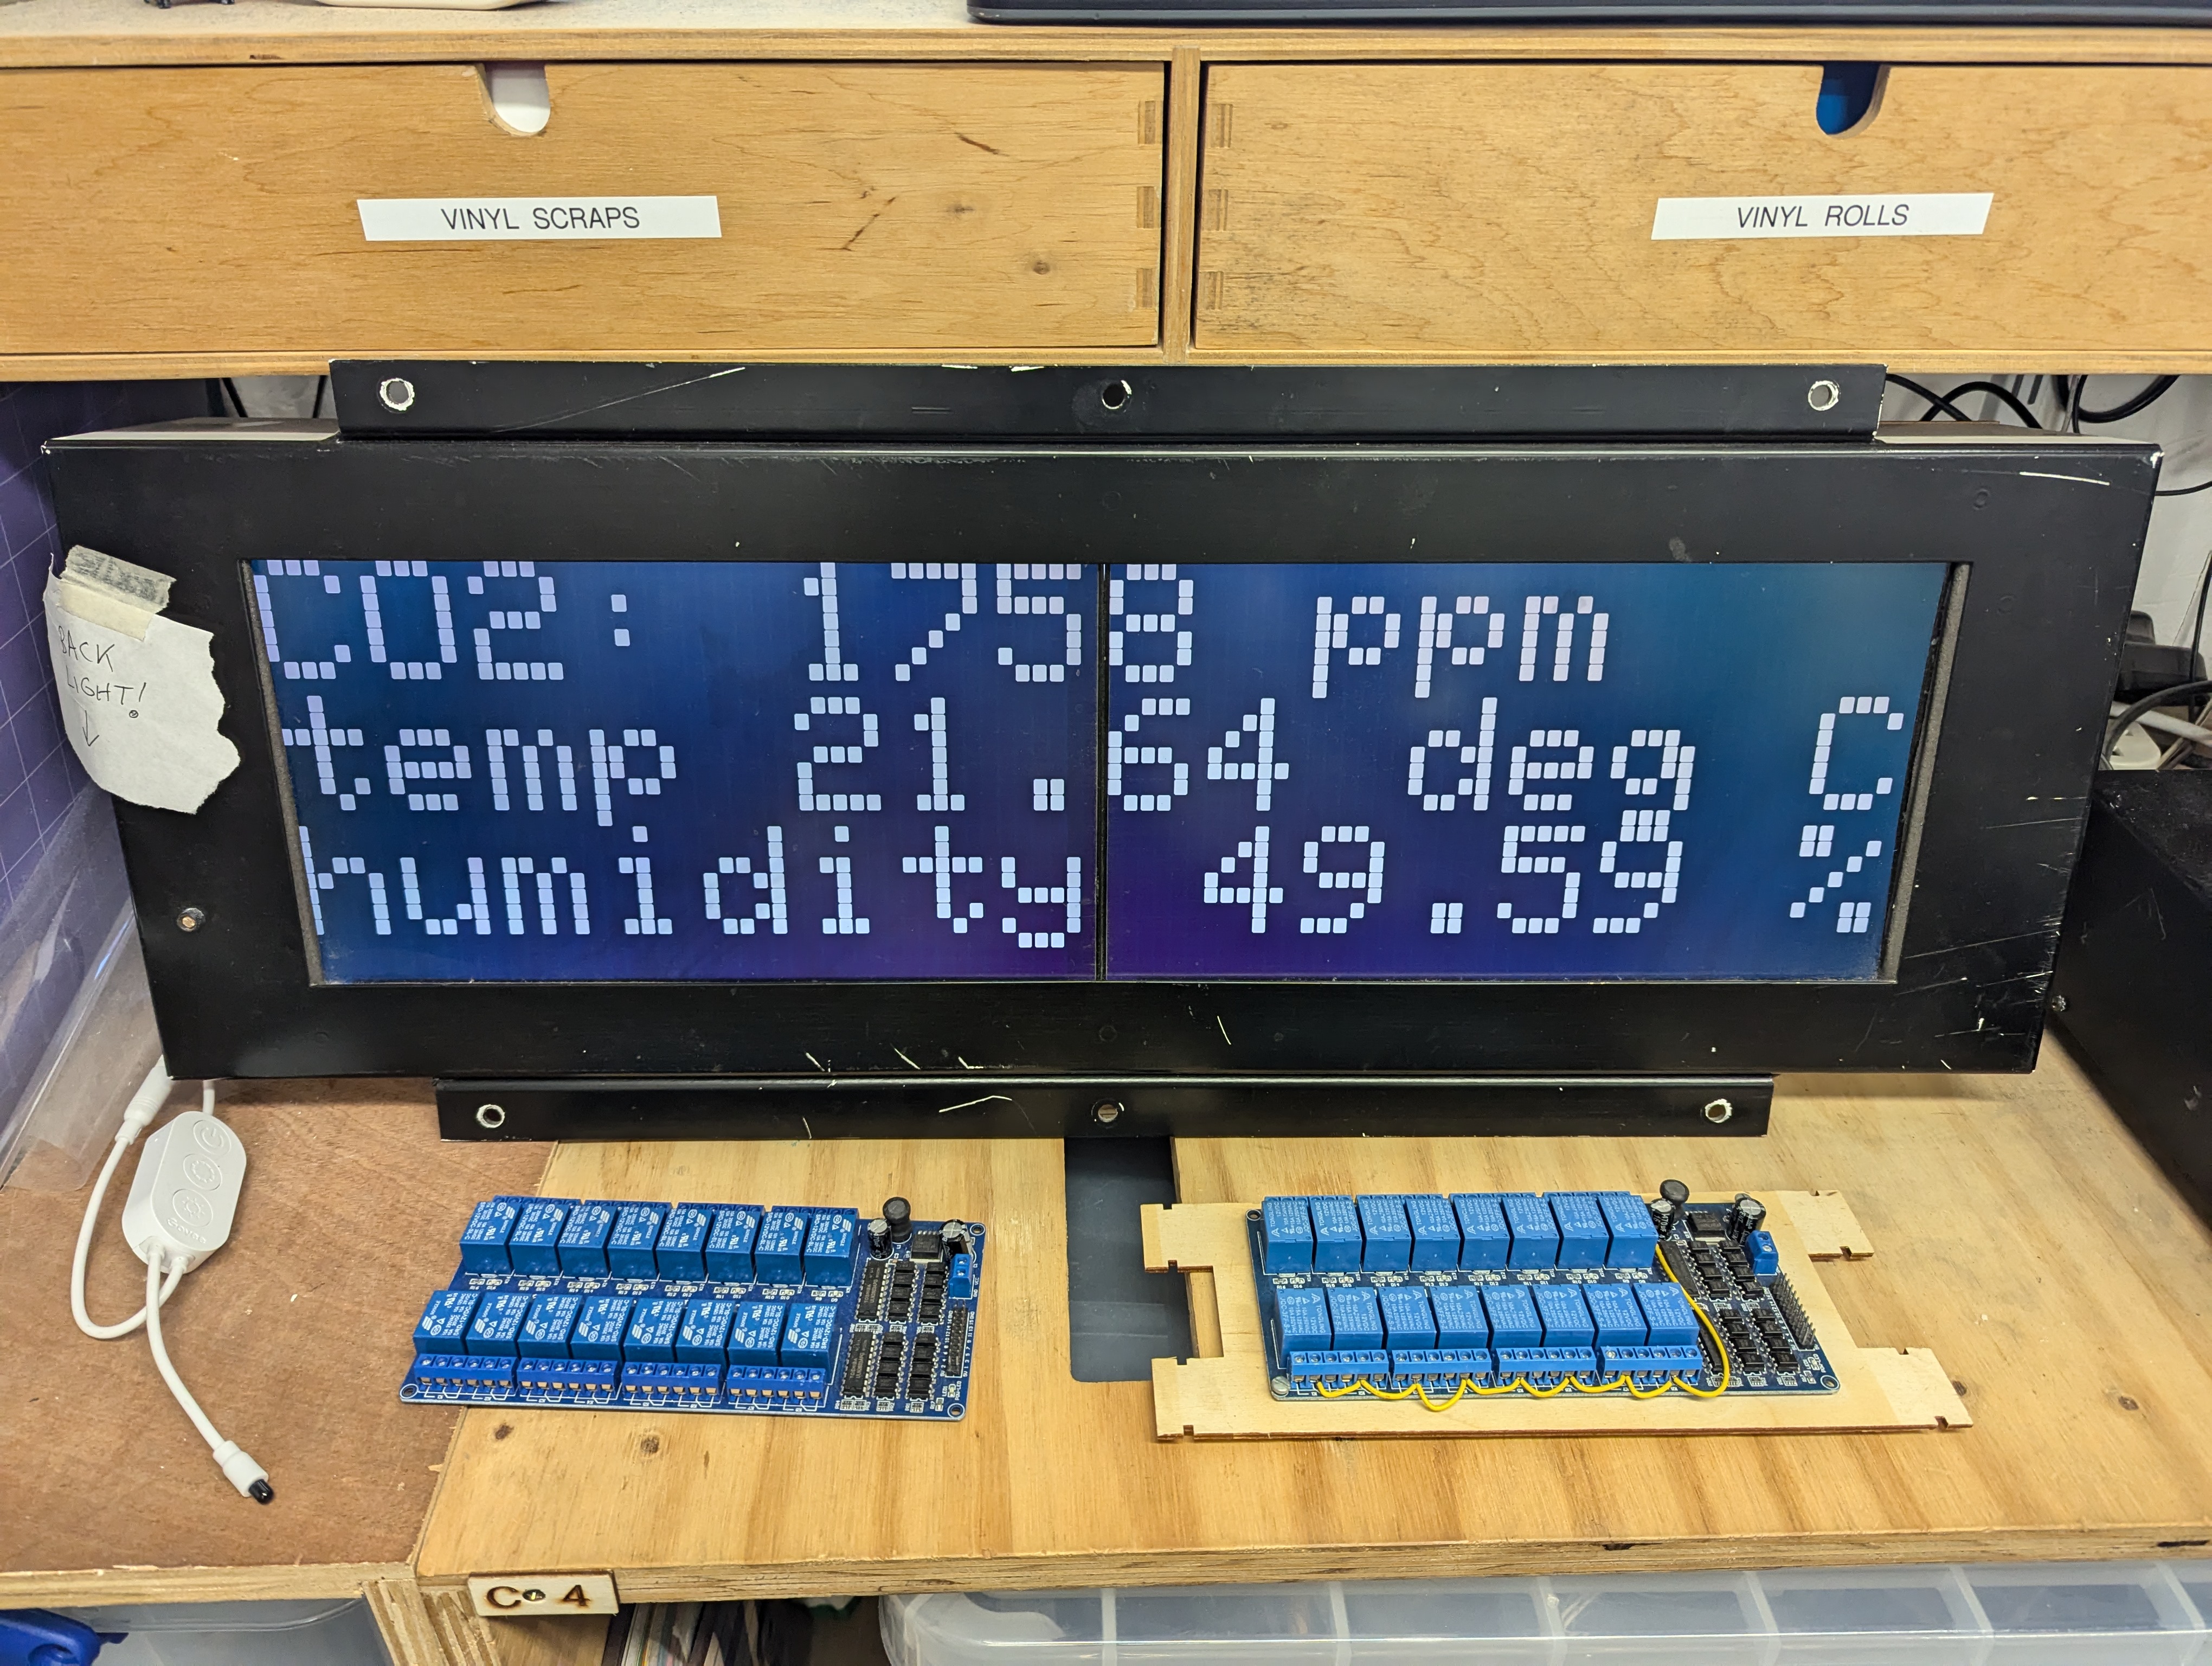 VINYL SCRAPS
VINYL ROLLS
BACK
LIGHT!
CO2: 1758 ppm
temp 21.64 deg C
humidity 49.59 %
C 4